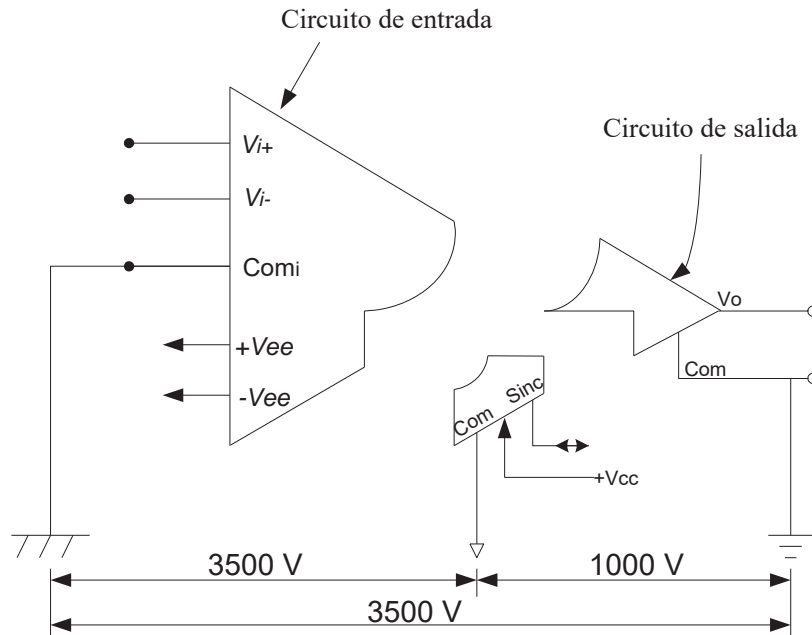 Circuito de entrada
Circuito de salida
Vi+
Vi-
Comi
+Vee
-Vee
Vo
Com
Com
Sinc
+Vcc
3500 V
1000 V
3500 V